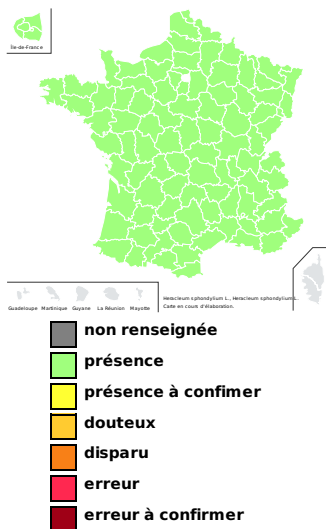 Île-de-France
Guadeloupe Martinique Guyane La Réunion Mayotte
Heracleum sphondylium L., Heracleum sphondylium L.
Carte en cours d'élaboration.
non renseignée
présence
présence à confimer
douteux
disparu
erreur
erreur à confirmer